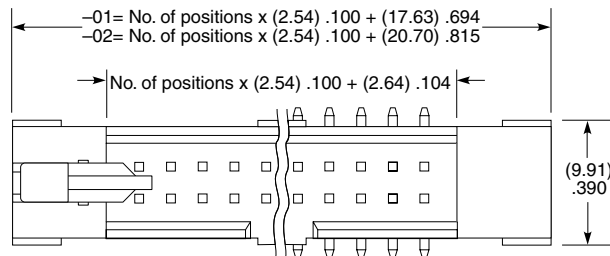 –01= No. of positions x (2.54) .100 + (17.63) .694
–02= No. of positions x (2.54) .100 + (20.70) .815
No. of positions x (2.54) .100 + (2.64) .104
(9.91)
.390